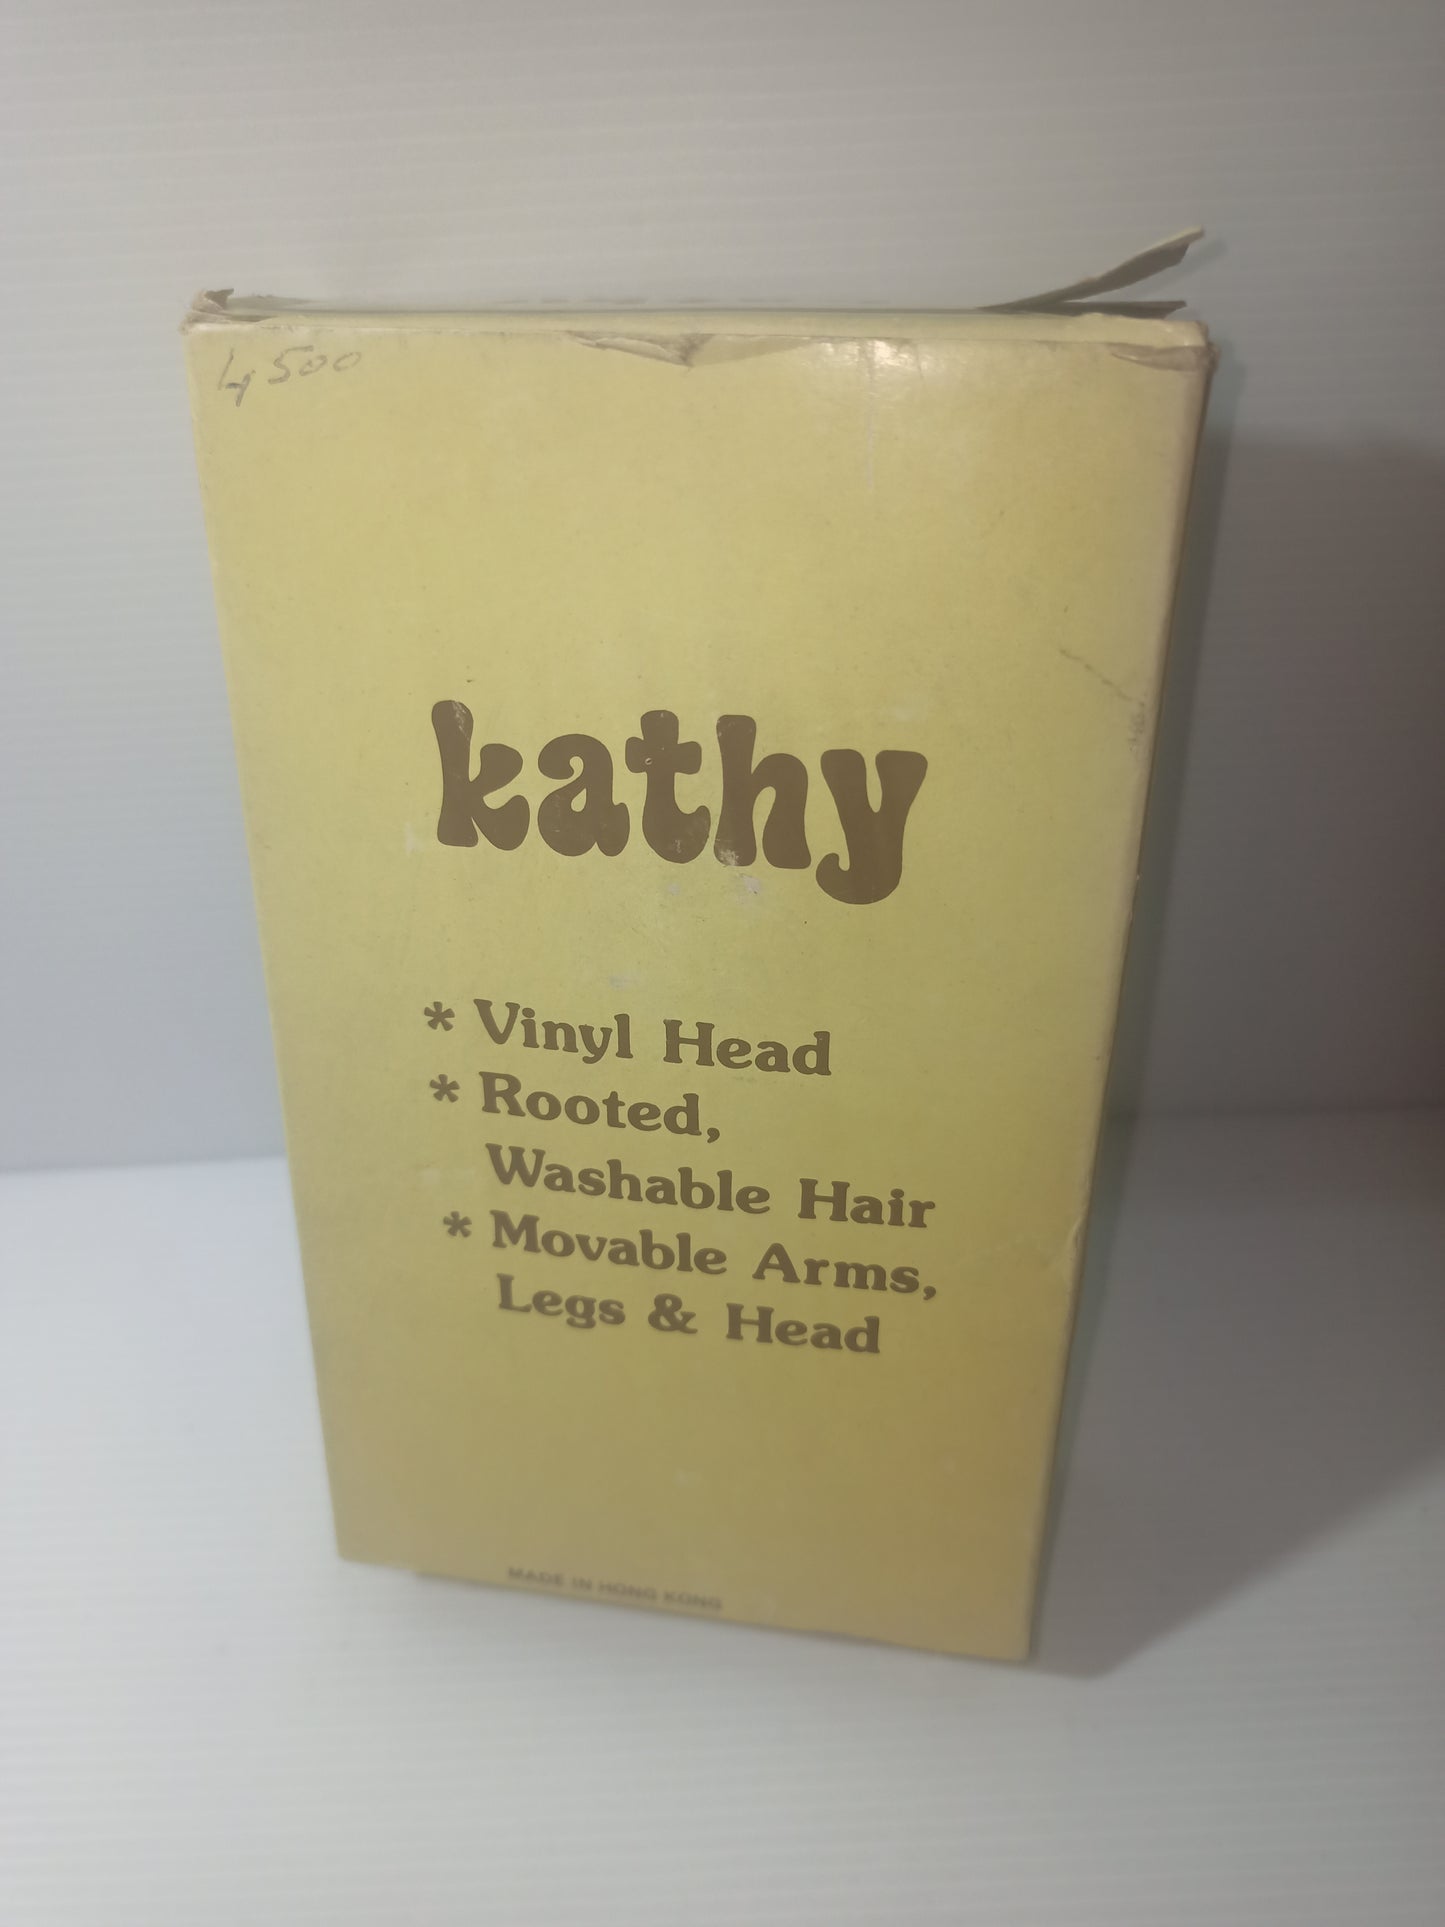 4500
kathy
* Vinyl Head
* Rooted,
Washable Hair
* Movable Arms,
Legs & Head
MADE IN HONG KONG